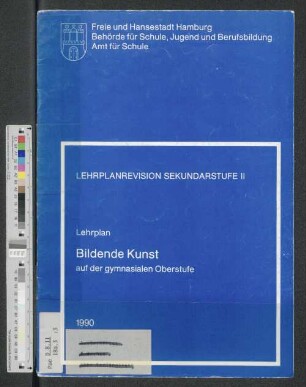 Freie und Hansestadt Hamburg
Behörde für Schule, Jugend und Berufsbildung
Amt für Schule
LEHRPLANREVISION SEKUNDARSTUFE II
Lehrplan
Bildende Kunst
auf der gymnasialen Oberstufe
1990